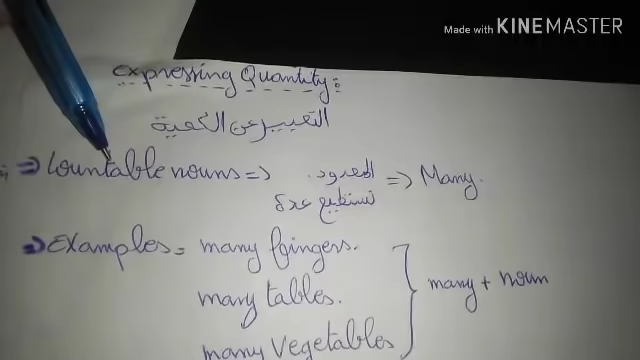 Made with KINEMASTER
Expressing Quantity:
التعبير عن الكمية
=> Countable nouns => المعدود => Many.
نستطيع عده
=> Examples = many fingers.
many tables. many + noun
many Vegetables